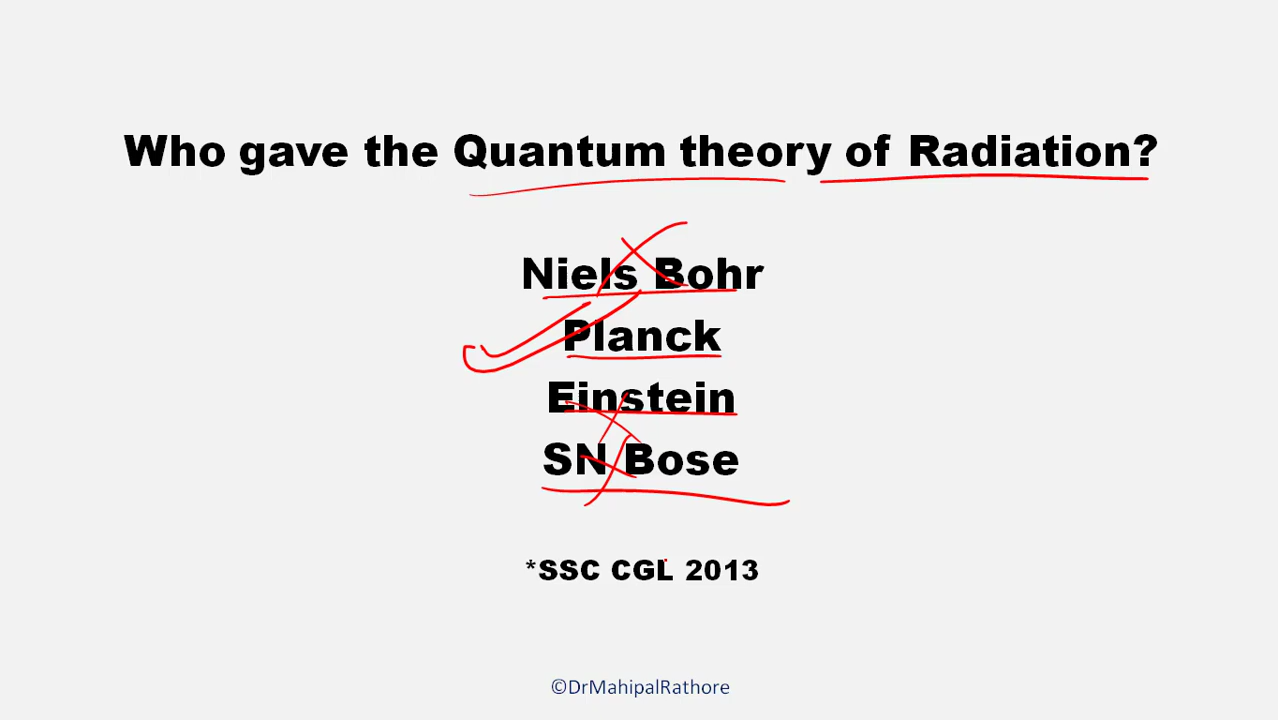 Who gave the Quantum theory of Radiation?
Niels Bohr
Planck
Einstein
SN Bose
*SSC CGL 2013
©DrMahipalRathore